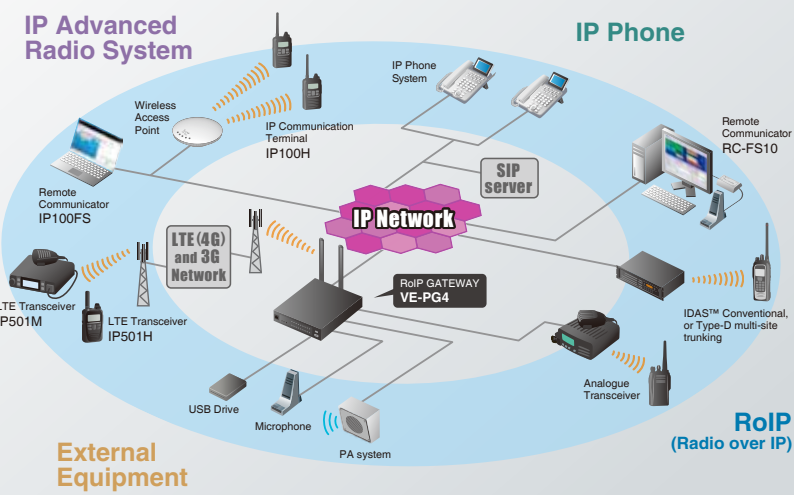 IP Advanced
Radio System
IP Phone
IP Phone
System
Wireless
Access
Point
IP Communication
Terminal
IP100H
Remote
Communicator
RC-FS10
Remote
Communicator
IP100FS
SIP
server
IP Network
LTE (4G)
and 3G
Network
RoIP GATEWAY
VE-PG4
LTE Transceiver
IP501M
LTE Transceiver
IP501H
IDAS™ Conventional,
or Type-D multi-site
trunking
Analogue
Transceiver
USB Drive
Microphone
PA system
RoIP
(Radio over IP)
External
Equipment